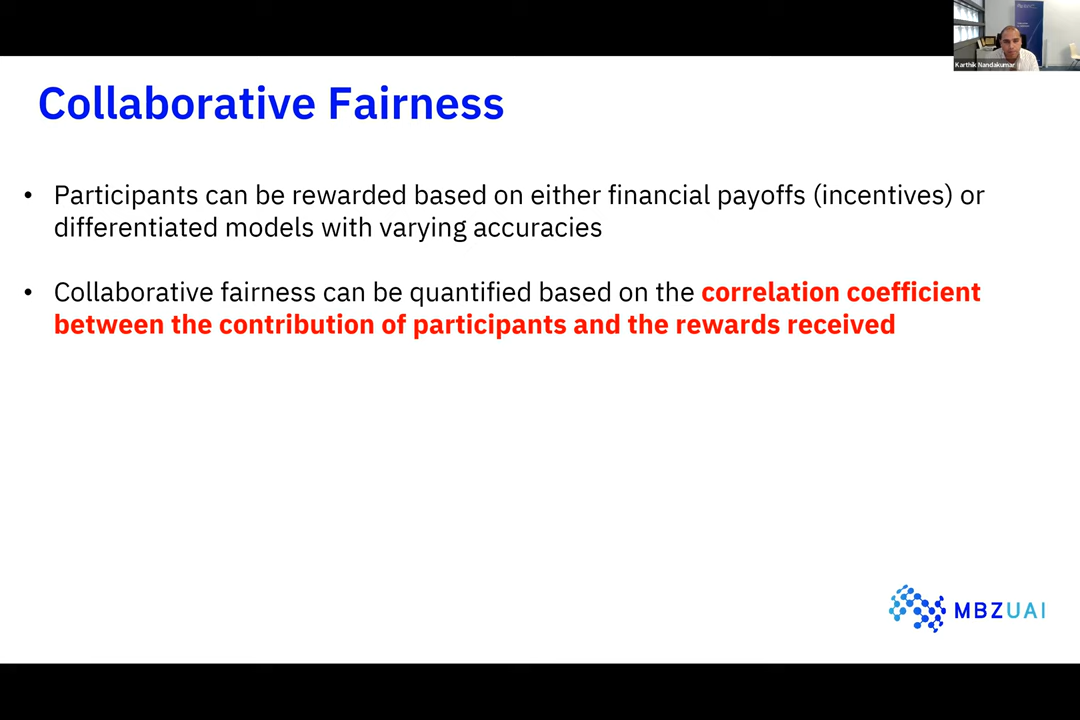 Karthik Nandakumar
Collaborative Fairness
• Participants can be rewarded based on either financial payoffs (incentives) or
differentiated models with varying accuracies
• Collaborative fairness can be quantified based on the correlation coefficient
between the contribution of participants and the rewards received
MBZUAI